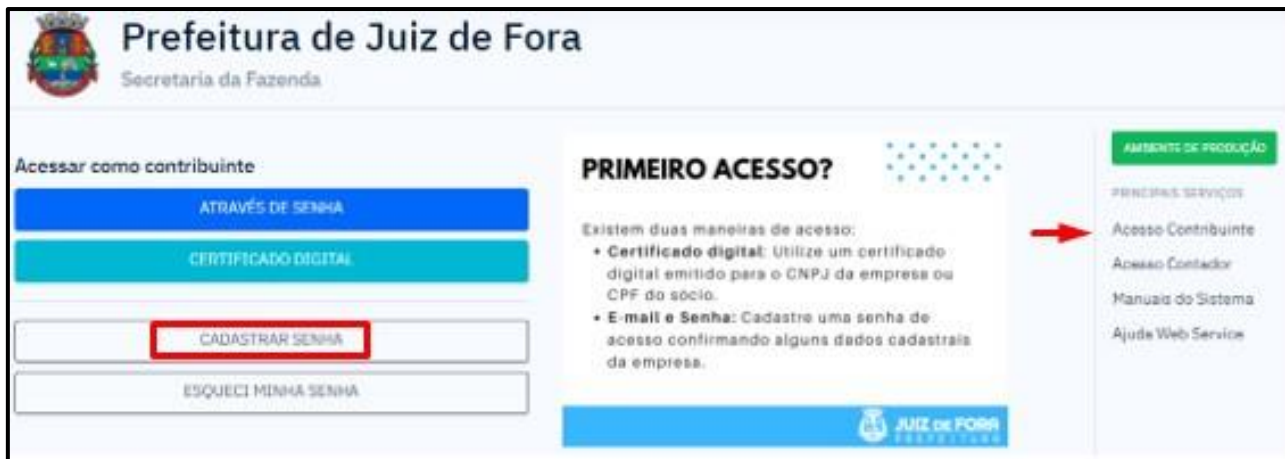 Prefeitura de Juiz de Fora
Secretaria da Fazenda
Acessar como contribuinte
ATRAVÉS DE SENHA
CERTIFICADO DIGITAL
CADASTRAR SENHA
ESQUECI MINHA SENHA
PRIMEIRO ACESSO?
Existem duas maneiras de acesso:
• Certificado digital: Utilize um certificado
digital emitido para o CNPJ da empresa ou
CPF do sócio.
• E-mail e Senha: Cadastre uma senha de
acesso confirmando alguns dados cadastrais
da empresa.
JUIZ DE FORA
PREFEITURA
AMBIENTE DE PRODUÇÃO
PRINCIPAIS SERVIÇOS
Acesso Contribuinte
Acesso Contador
Manuais do Sistema
Ajuda Web Service